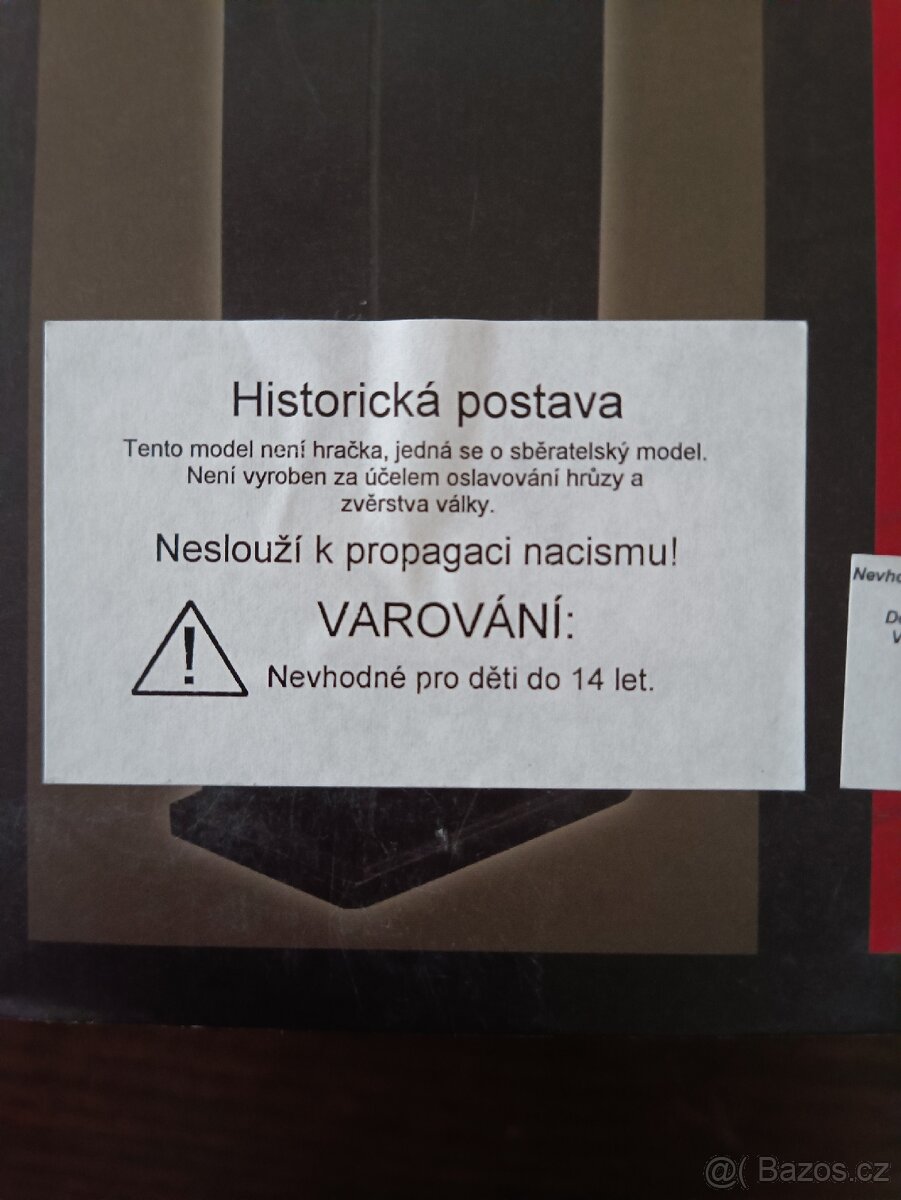 Historická postava
Tento model není hračka, jedná se o sběratelský model.
Není vyroben za účelem oslavování hrůzy a
zvěrstva války.
Neslouží k propagaci nacismu!
VAROVÁNÍ:
Nevhodné pro děti do 14 let.
@( Bazos.cz